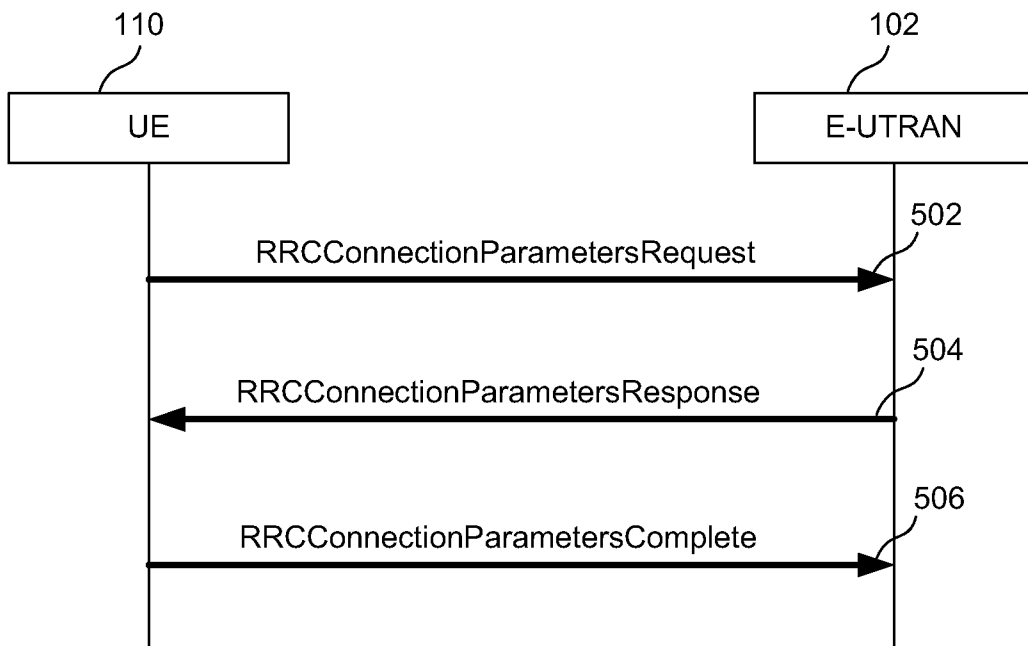 110
102
UE
E-UTRAN
502
RRCConnectionParametersRequest
504
RRCConnectionParametersResponse
506
RRCConnectionParametersComplete